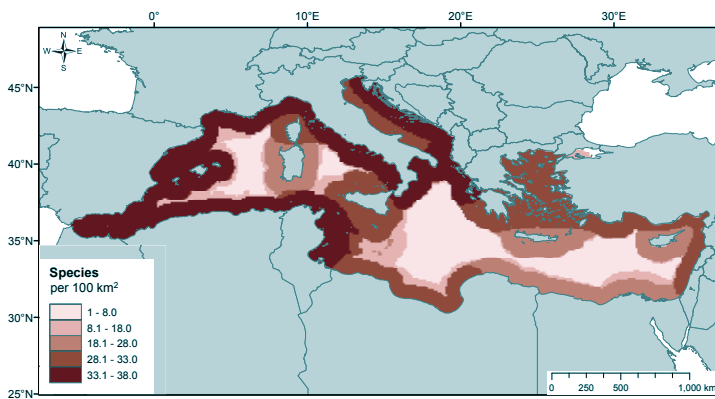 0° 10°E 20°E 30°E
N
W E
S
45°N
40°N
35°N
30°N
25°N
Species
per 100 km²
1 - 8.0
8.1 - 18.0
18.1 - 28.0
28.1 - 33.0
33.1 - 38.0
0 250 500 1,000 km